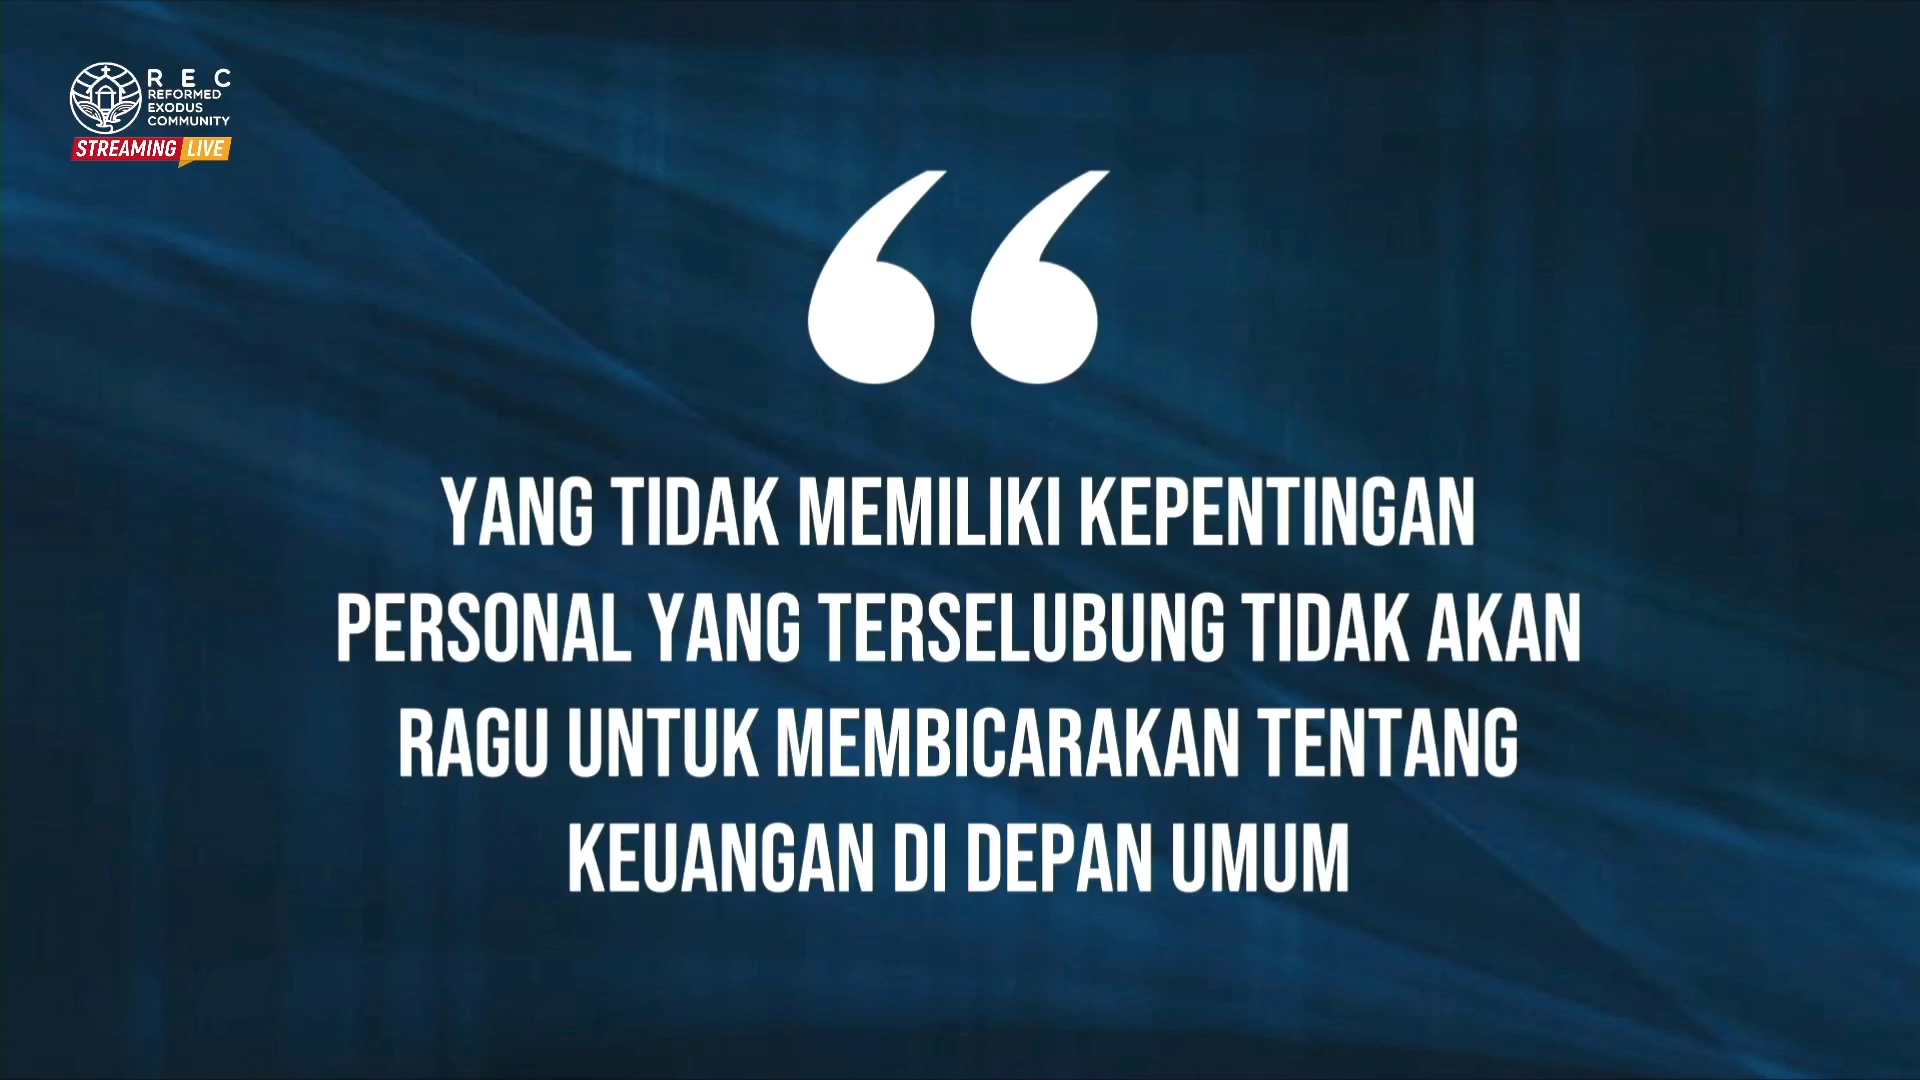 REC
REFORMED
EXODUS
COMMUNITY
STREAMING LIVE
“
YANG TIDAK MEMILIKI KEPENTINGAN
PERSONAL YANG TERSELUBUNG TIDAK AKAN
RAGU UNTUK MEMBICARAKAN TENTANG
KEUANGAN DI DEPAN UMUM